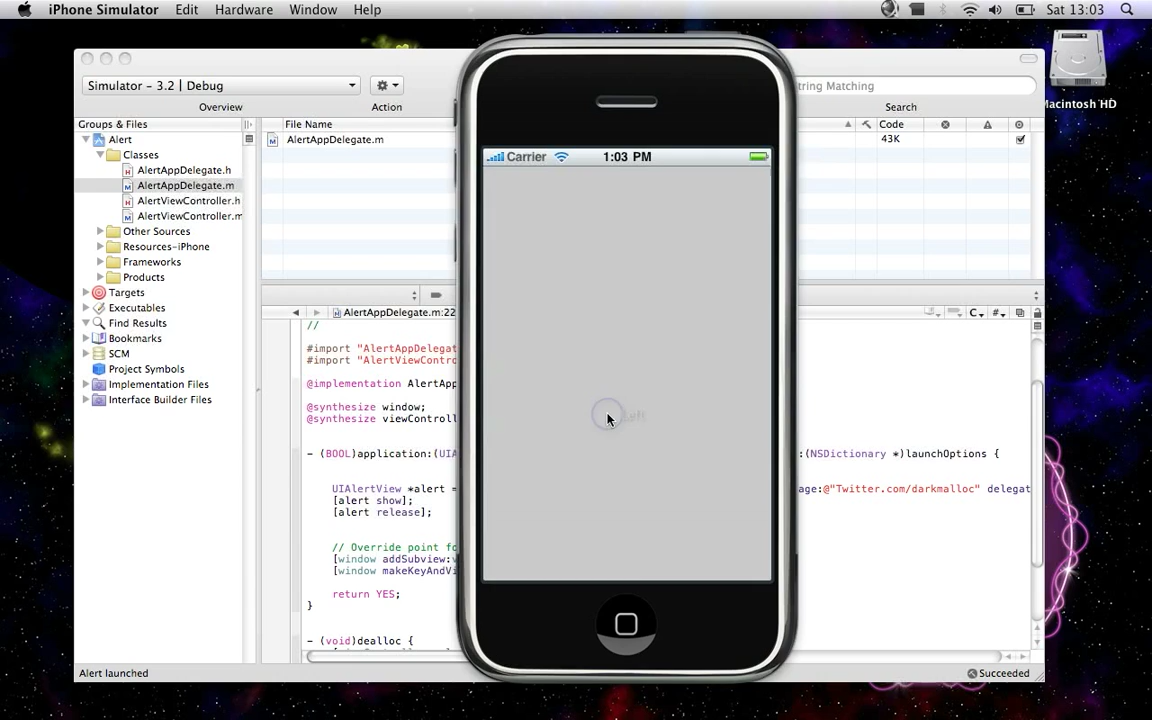 iPhone Simulator Edit Hardware Window Help Sat 13:03
Macintosh HD
Simulator - 3.2 | Debug
tring Matching
Overview Action Search
Groups & Files File Name Code
Alert AlertAppDelegate.m 43K
Classes
AlertAppDelegate.h
AlertAppDelegate.m
AlertViewController.h
AlertViewController.m
Other Sources
Resources-iPhone
Frameworks
Products
Targets
Executables
Find Results
Bookmarks
SCM
Project Symbols
Implementation Files
Interface Builder Files
Carrier 1:03 PM
AlertAppDelegate.m:22
C, #,
//
#import "AlertAppDelegat
#import "AlertViewContro
@implementation AlertApp
@synthesize window;
@synthesize viewControll
- (BOOL)application:(UIA :(NSDictionary *)launchOptions {
UIAlertView *alert = age:@"Twitter.com/darkmalloc" delegat
[alert show];
[alert release];
// Override point fo
[window addSubview:v
[window makeKeyAndVi
return YES;
}
- (void)dealloc {
Alert launched Succeeded